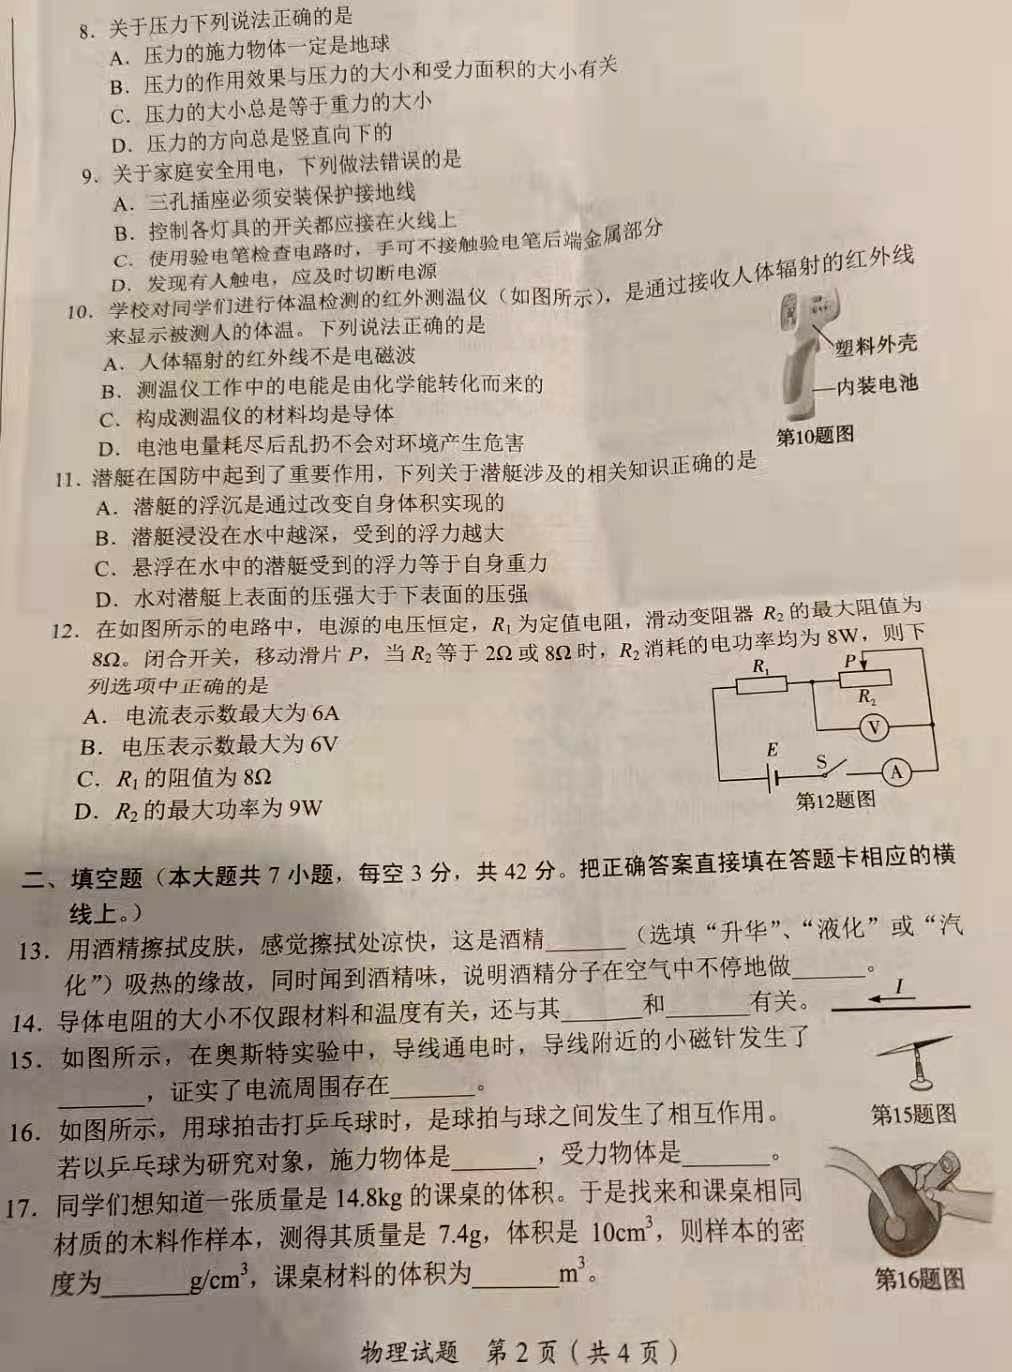 8．关于压力下列说法正确的是
A．压力的施力物体一定是地球
B．压力的作用效果与压力的大小和受力面积的大小有关
C．压力的大小总是等于重力的大小
D．压力的方向总是竖直向下的
9．关于家庭安全用电，下列做法错误的是
A．三孔插座必须安装保护接地线
B．控制各灯具的开关都应接在火线上
C．使用验电笔检查电路时，手可不接触验电笔后端金属部分
D．发现有人触电，应及时切断电源
10．学校对同学们进行体温检测的红外测温仪（如图所示），是通过接收人体辐射的红外线
来显示被测人的体温。下列说法正确的是
A．人体辐射的红外线不是电磁波
B．测温仪工作中的电能是由化学能转化而来的
C．构成测温仪的材料均是导体
D．电池电量耗尽后乱扔不会对环境产生危害
塑料外壳
内装电池
第10题图
11．潜艇在国防中起到了重要作用，下列关于潜艇涉及的相关知识正确的是
A．潜艇的浮沉是通过改变自身体积实现的
B．潜艇浸没在水中越深，受到的浮力越大
C．悬浮在水中的潜艇受到的浮力等于自身重力
D．水对潜艇上表面的压强大于下表面的压强
12．在如图所示的电路中，电源的电压恒定，R₁为定值电阻，滑动变阻器 R₂的最大阻值为
8Ω。闭合开关，移动滑片 P，当 R₂等于 2Ω 或 8Ω 时，R₂消耗的电功率均为 8W，则下
列选项中正确的是
A．电流表示数最大为 6A
B．电压表示数最大为 6V
C．R₁的阻值为 8Ω
D．R₂的最大功率为 9W
R₁
P
R₂
V
E
S
A
第12题图
二、填空题（本大题共 7 小题，每空 3 分，共 42 分。把正确答案直接填在答题卡相应的横
线上。）
13．用酒精擦拭皮肤，感觉擦拭处凉快，这是酒精______（选填“升华”、“液化”或“汽
化”）吸热的缘故，同时闻到酒精味，说明酒精分子在空气中不停地做______。
14．导体电阻的大小不仅跟材料和温度有关，还与其______和______有关。
15．如图所示，在奥斯特实验中，导线通电时，导线附近的小磁针发生了
______，证实了电流周围存在______。
I
第15题图
16．如图所示，用球拍击打乒乓球时，是球拍与球之间发生了相互作用。
若以乒乓球为研究对象，施力物体是______，受力物体是______。
17．同学们想知道一张质量是 14.8kg 的课桌的体积。于是找来和课桌相同
材质的木料作样本，测得其质量是 7.4g，体积是 10cm³，则样本的密
度为______g/cm³，课桌材料的体积为______m³。
第16题图
物理试题 第 2 页（共 4 页）